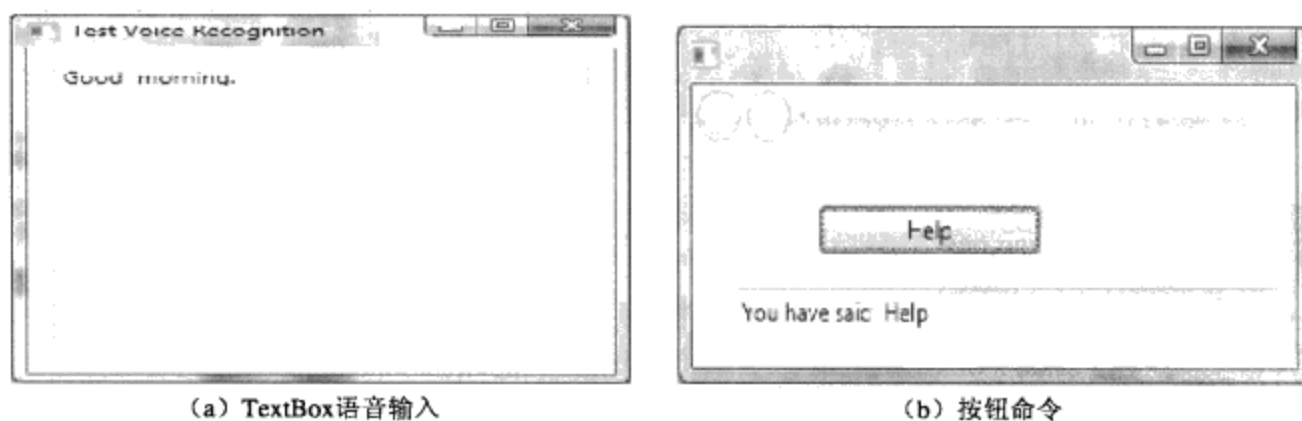 Test Voice Recognition
Good morning.
（a）TextBox语音输入
Help
You have said Help
（b）按钮命令